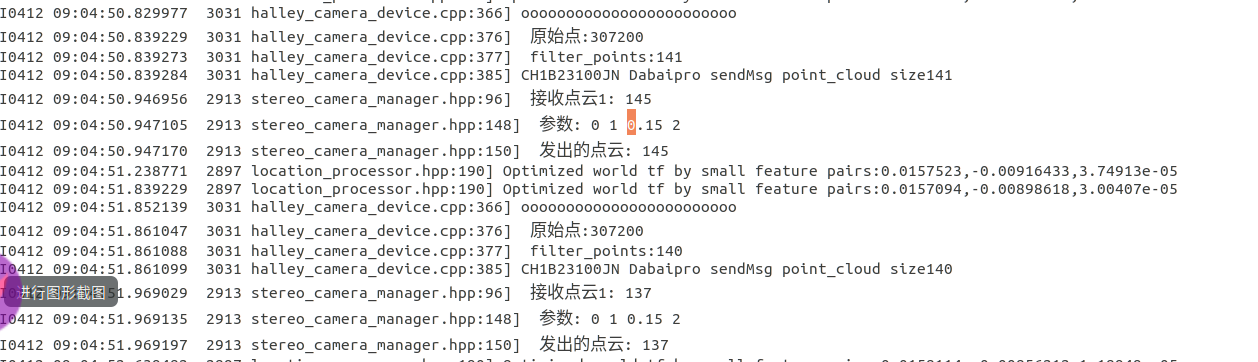 I0412 09:04:50.829977  3031 halley_camera_device.cpp:366] oooooooooooooooooooooooo
I0412 09:04:50.839229  3031 halley_camera_device.cpp:376]  原始点:307200
I0412 09:04:50.839273  3031 halley_camera_device.cpp:377]  filter_points:141
I0412 09:04:50.839284  3031 halley_camera_device.cpp:385] CH1B23100JN Dabaipro sendMsg point_cloud size141
I0412 09:04:50.946956  2913 stereo_camera_manager.hpp:96]  接收点云1: 145
I0412 09:04:50.947105  2913 stereo_camera_manager.hpp:148]  参数: 0 1 0.15 2
I0412 09:04:50.947170  2913 stereo_camera_manager.hpp:150]  发出的点云: 145
I0412 09:04:51.238771  2897 location_processor.hpp:190] Optimized world tf by small feature pairs:0.0157523,-0.00916433,3.74913e-05
I0412 09:04:51.839229  2897 location_processor.hpp:190] Optimized world tf by small feature pairs:0.0157094,-0.00898618,3.00407e-05
I0412 09:04:51.852139  3031 halley_camera_device.cpp:366] oooooooooooooooooooooooo
I0412 09:04:51.861047  3031 halley_camera_device.cpp:376]  原始点:307200
I0412 09:04:51.861088  3031 halley_camera_device.cpp:377]  filter_points:140
I0412 09:04:51.861099  3031 halley_camera_device.cpp:385] CH1B23100JN Dabaipro sendMsg point_cloud size140
进行图形截图
51.969029  2913 stereo_camera_manager.hpp:96]  接收点云1: 137
I0412 09:04:51.969135  2913 stereo_camera_manager.hpp:148]  参数: 0 1 0.15 2
I0412 09:04:51.969197  2913 stereo_camera_manager.hpp:150]  发出的点云: 137